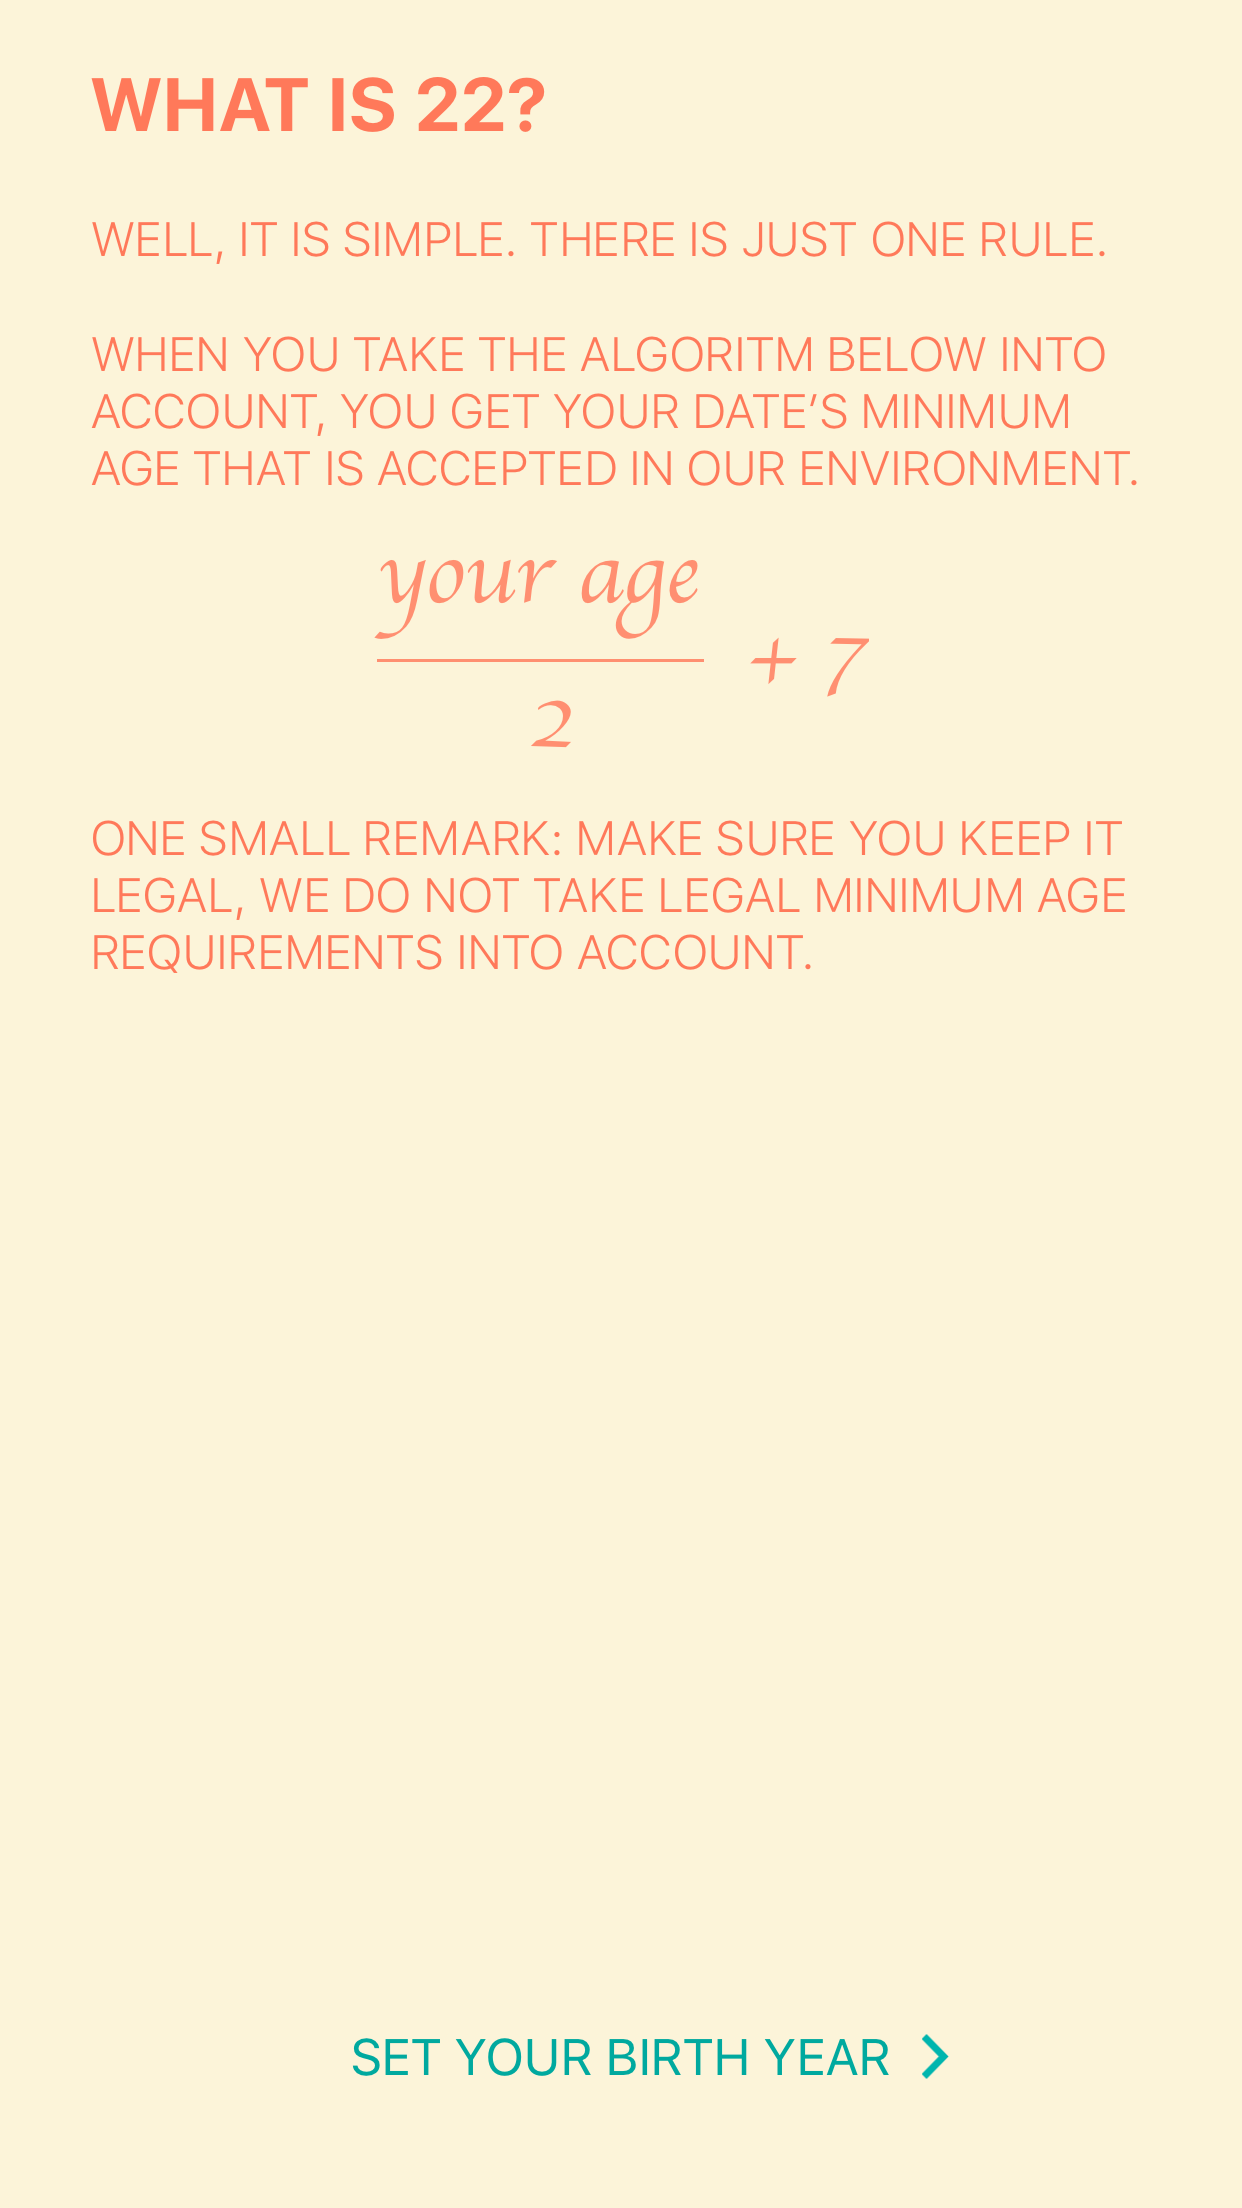 WHAT IS 22?
WELL, IT IS SIMPLE. THERE IS JUST ONE RULE.
WHEN YOU TAKE THE ALGORITM BELOW INTO
ACCOUNT, YOU GET YOUR DATE’S MINIMUM
AGE THAT IS ACCEPTED IN OUR ENVIRONMENT.
your age
+ 7
2
ONE SMALL REMARK: MAKE SURE YOU KEEP IT
LEGAL, WE DO NOT TAKE LEGAL MINIMUM AGE
REQUIREMENTS INTO ACCOUNT.
SET YOUR BIRTH YEAR